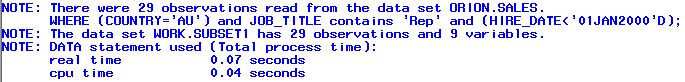 NOTE: There were 29 observations read from the data set ORION.SALES.
WHERE (COUNTRY='AU') and JOB_TITLE contains 'Rep' and (HIRE_DATE<'01JAN2000'D);
NOTE: The data set WORK.SUBSET1 has 29 observations and 9 variables.
NOTE: DATA statement used (Total process time):
real time 0.07 seconds
cpu time 0.04 seconds